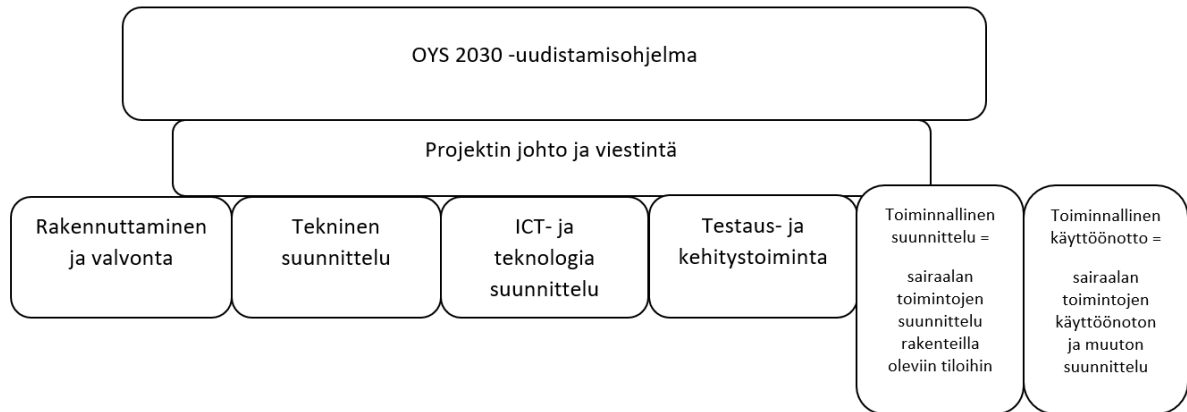 OYS 2030 -uudistamisohjelma
Projektin johto ja viestintä
Rakennuttaminen
ja valvonta
Tekninen
suunnittelu
ICT- ja
teknologia
suunnittelu
Testaus- ja
kehitystoiminta
Toiminnallinen
suunnittelu =
sairaalan
toimintojen
suunnittelu
rakenteilla
oleviin tiloihin
Toiminnallinen
käyttöönotto =
sairaalan
toimintojen
käyttöönoton
ja muuton
suunnittelu